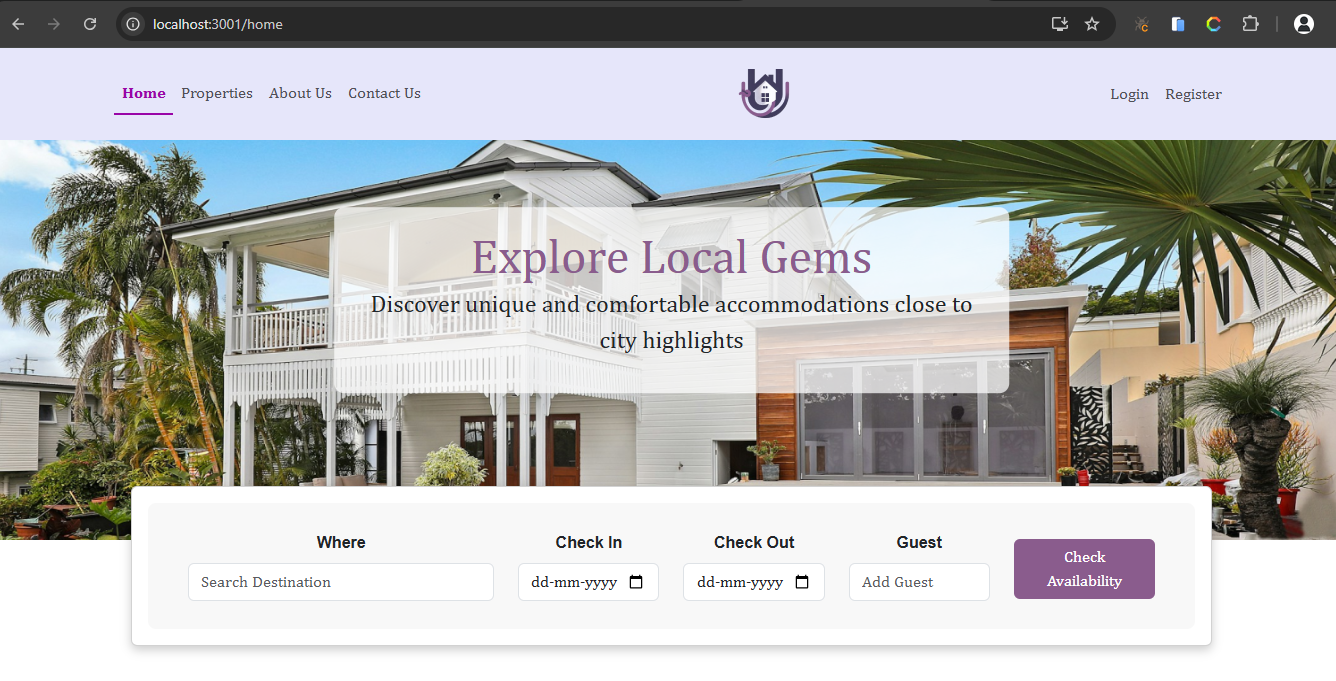 localhost:3001/home
Home Properties About Us Contact Us
Login Register
Explore Local Gems
Discover unique and comfortable accommodations close to
city highlights
Where Check In Check Out Guest
Search Destination dd-mm-yyyy dd-mm-yyyy Add Guest
Check
Availability